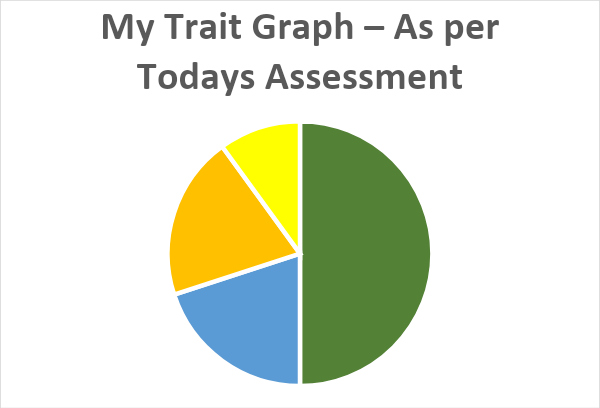 My Trait Graph – As per
Todays Assessment